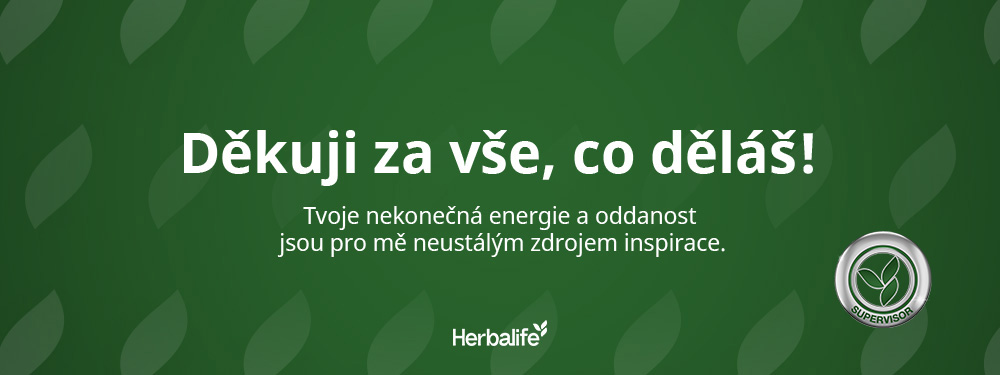 Děkuji za vše, co děláš!
Tvoje nekonečná energie a oddanost
jsou pro mě neustálým zdrojem inspirace.
SUPERVISOR
Herbalife